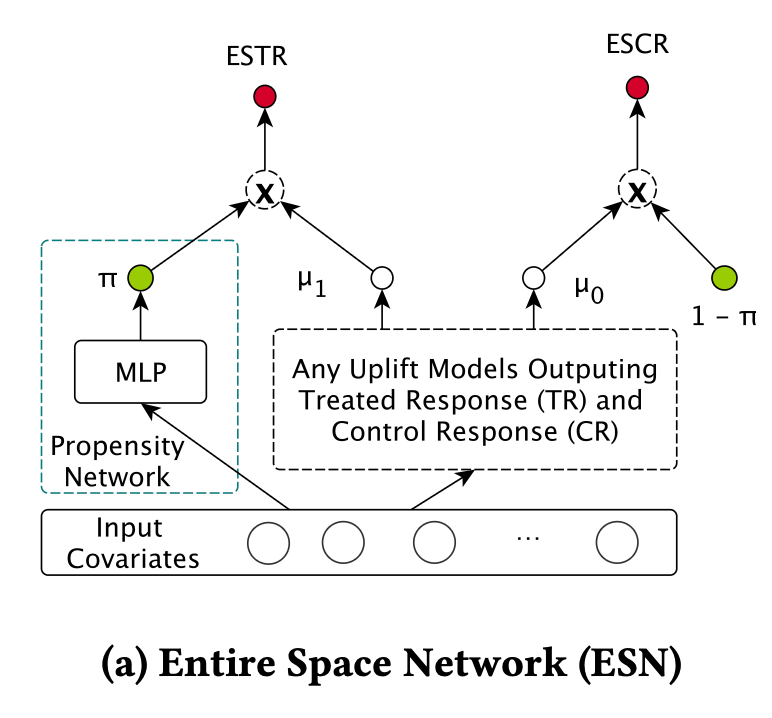 ESTR
ESCR
x
x
π
μ1
μ0
1 – π
MLP
Any Uplift Models Outputing
Treated Response (TR) and
Control Response (CR)
Propensity
Network
Input
Covariates
...
(a) Entire Space Network (ESN)